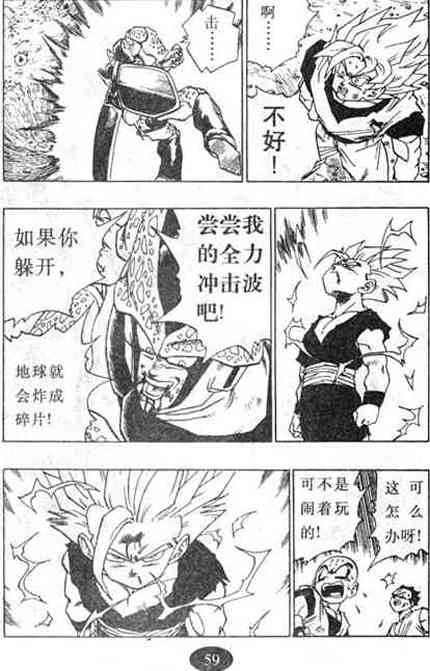 啊……
不好！
击……
尝尝我
的全力
冲击波
吧！
如果你
躲开，
地球就
会炸成
碎片！
这可
怎么
办呀！
可不是
闹着玩
的！
59